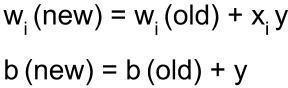 wᵢ (new) = wᵢ (old) + xᵢ y
b (new) = b (old) + y